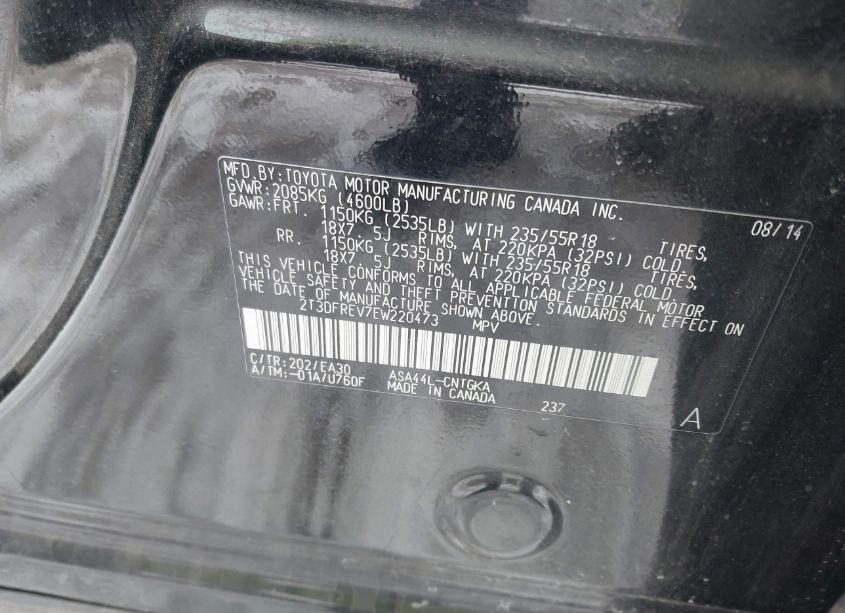 MFD.BY:TOYOTA MOTOR MANUFACTURING CANADA INC.
GVWR:2085KG (4600LB) 08/14
GAWR:FRT. 1150KG (2535LB) WITH 235/55R18 TIRES,
18X7 .5J RIMS, AT 220KPA (32PSI) COLD.
RR. 1150KG (2535LB) WITH 235/55R18 TIRES,
18X7 .5J RIMS, AT 220KPA (32PSI) COLD.
THIS VEHICLE CONFORMS TO ALL APPLICABLE FEDERAL MOTOR
VEHICLE SAFETY AND THEFT PREVENTION STANDARDS IN EFFECT ON
THE DATE OF MANUFACTURE SHOWN ABOVE.
2T3DFREV7EW220473 MPV
C/TR:202/EA30 ASA44L-CNTGKA
A/TM:-01A/U760F MADE IN CANADA 237 A